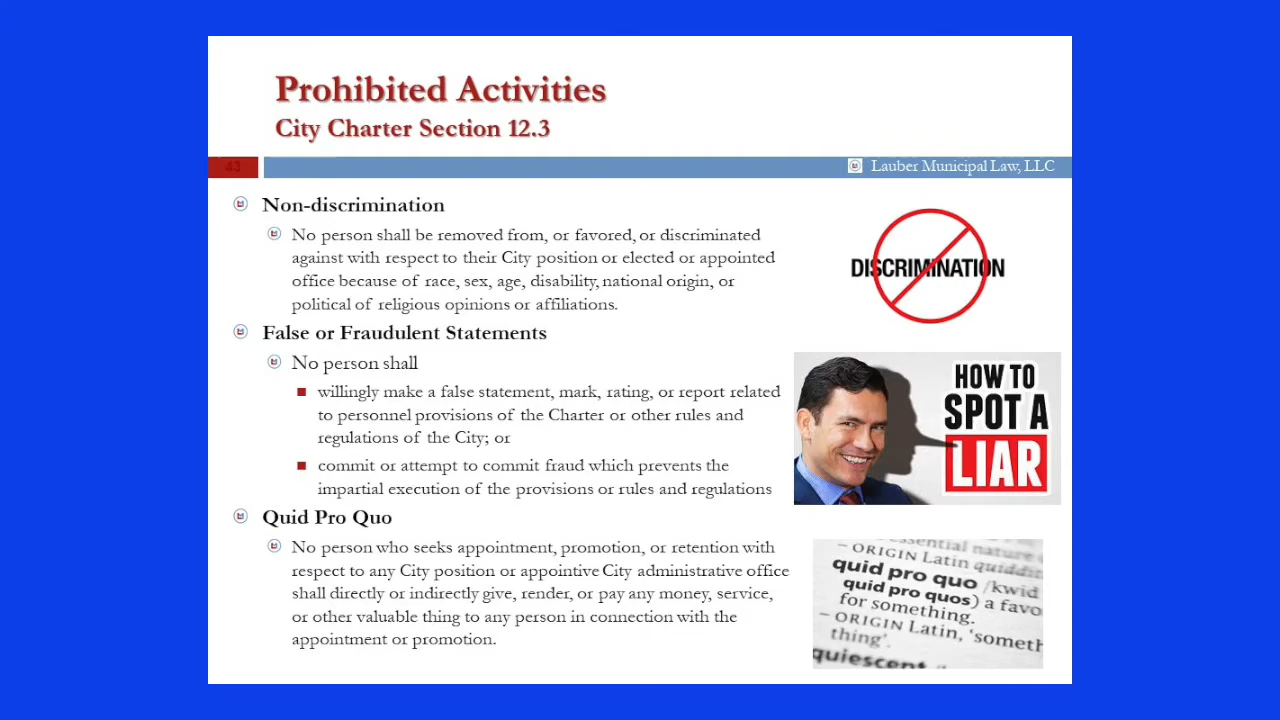 Prohibited Activities
City Charter Section 12.3
43
Lauber Municipal Law, LLC
Non-discrimination
No person shall be removed from, or favored, or discriminated
against with respect to their City position or elected or appointed
office because of race, sex, age, disability, national origin, or
political of religious opinions or affiliations.
DISCRIMINATION
False or Fraudulent Statements
No person shall
willingly make a false statement, mark, rating, or report related
to personnel provisions of the Charter or other rules and
regulations of the City; or
commit or attempt to commit fraud which prevents the
impartial execution of the provisions or rules and regulations
HOW TO
SPOT A
LIAR
Quid Pro Quo
No person who seeks appointment, promotion, or retention with
respect to any City position or appointive City administrative office
shall directly or indirectly give, render, or pay any money, service,
or other valuable thing to any person in connection with the
appointment or promotion.
essential nature
– ORIGIN Latin quiddit
quid pro quo /kwid
quid pro quos) a favo
for something.
– ORIGIN Latin, 'someth
thing'.
quiescent